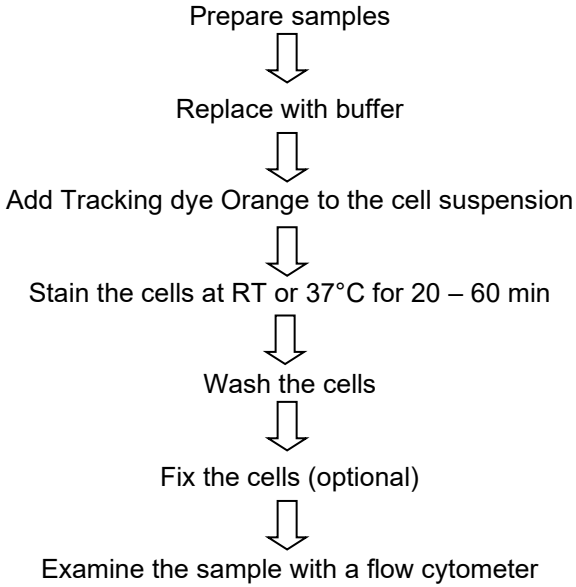 Prepare samples
Replace with buffer
Add Tracking dye Orange to the cell suspension
Stain the cells at RT or 37°C for 20 – 60 min
Wash the cells
Fix the cells (optional)
Examine the sample with a flow cytometer